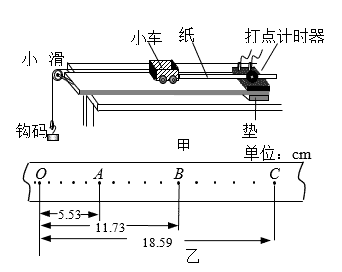 小车 纸 打点计时器
小 滑
钩码
垫
甲
单位：cm
O A B C
5.53
11.73
18.59
乙